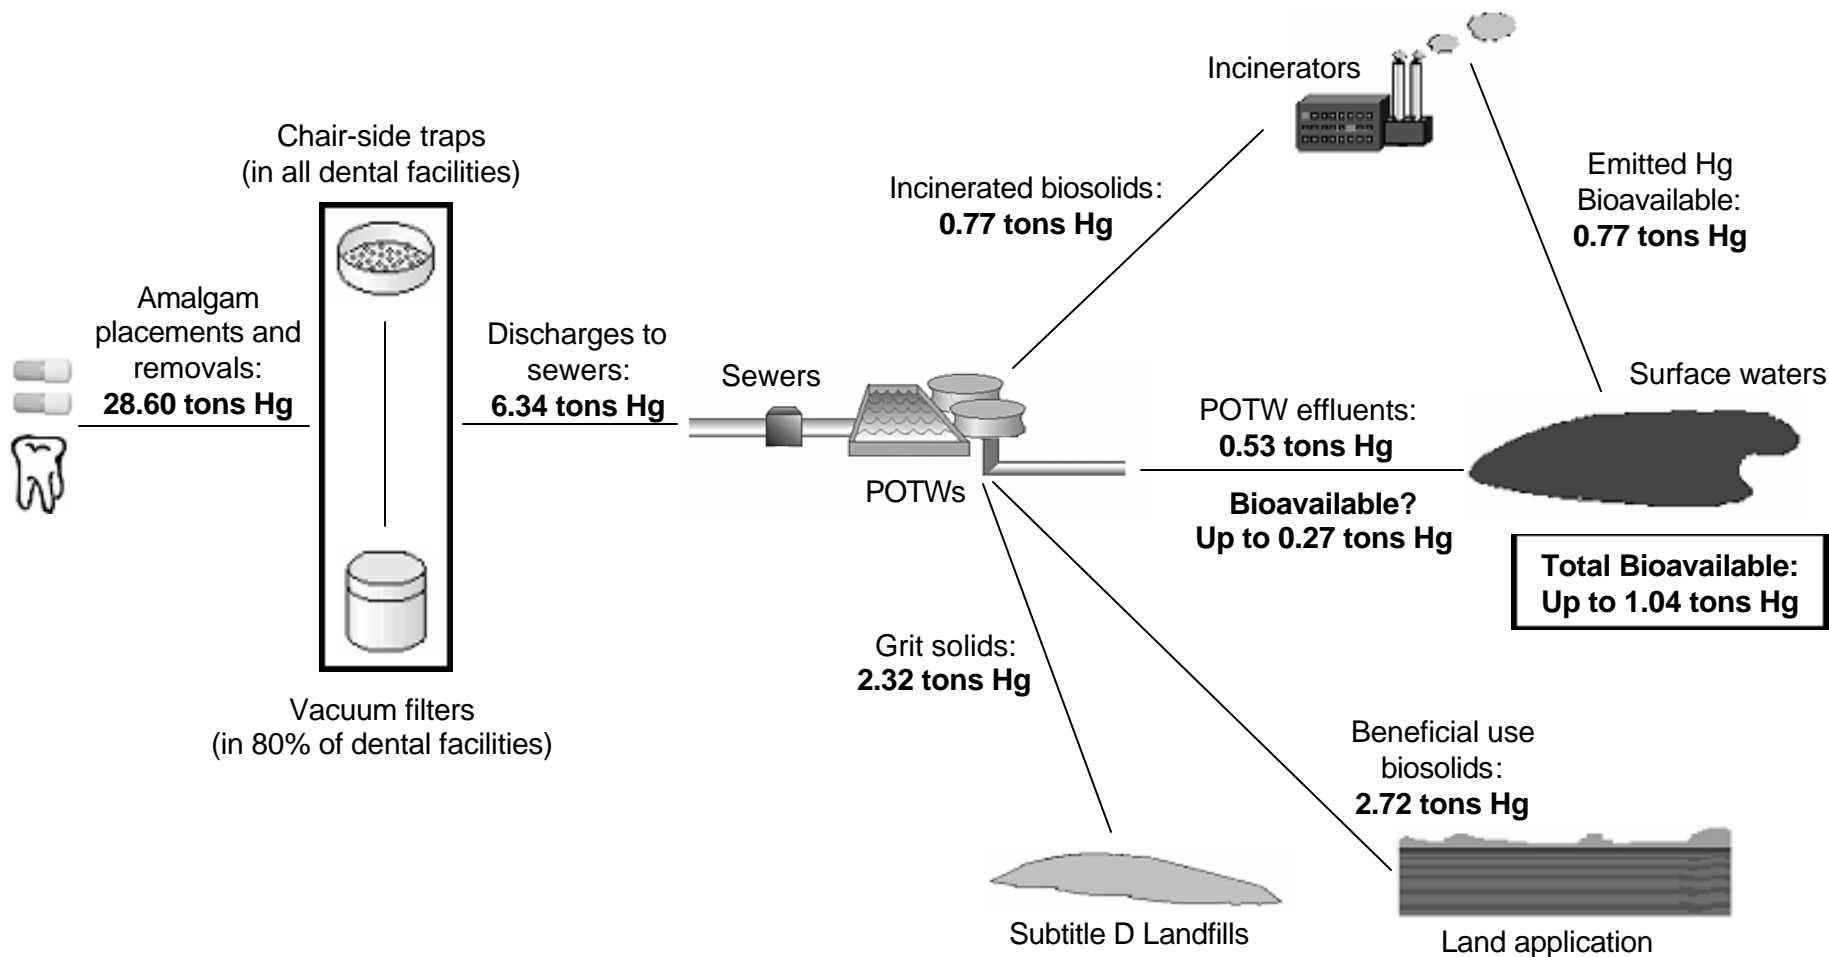 Incinerators
Chair-side traps
(in all dental facilities)
Emitted Hg
Bioavailable:
0.77 tons Hg
Incinerated biosolids:
0.77 tons Hg
Amalgam
placements and
removals:
28.60 tons Hg
Discharges to
sewers:
6.34 tons Hg
Sewers
Surface waters
POTW effluents:
0.53 tons Hg
POTWs
Bioavailable?
Up to 0.27 tons Hg
Total Bioavailable:
Up to 1.04 tons Hg
Grit solids:
2.32 tons Hg
Vacuum filters
(in 80% of dental facilities)
Beneficial use
biosolids:
2.72 tons Hg
Subtitle D Landfills
Land application